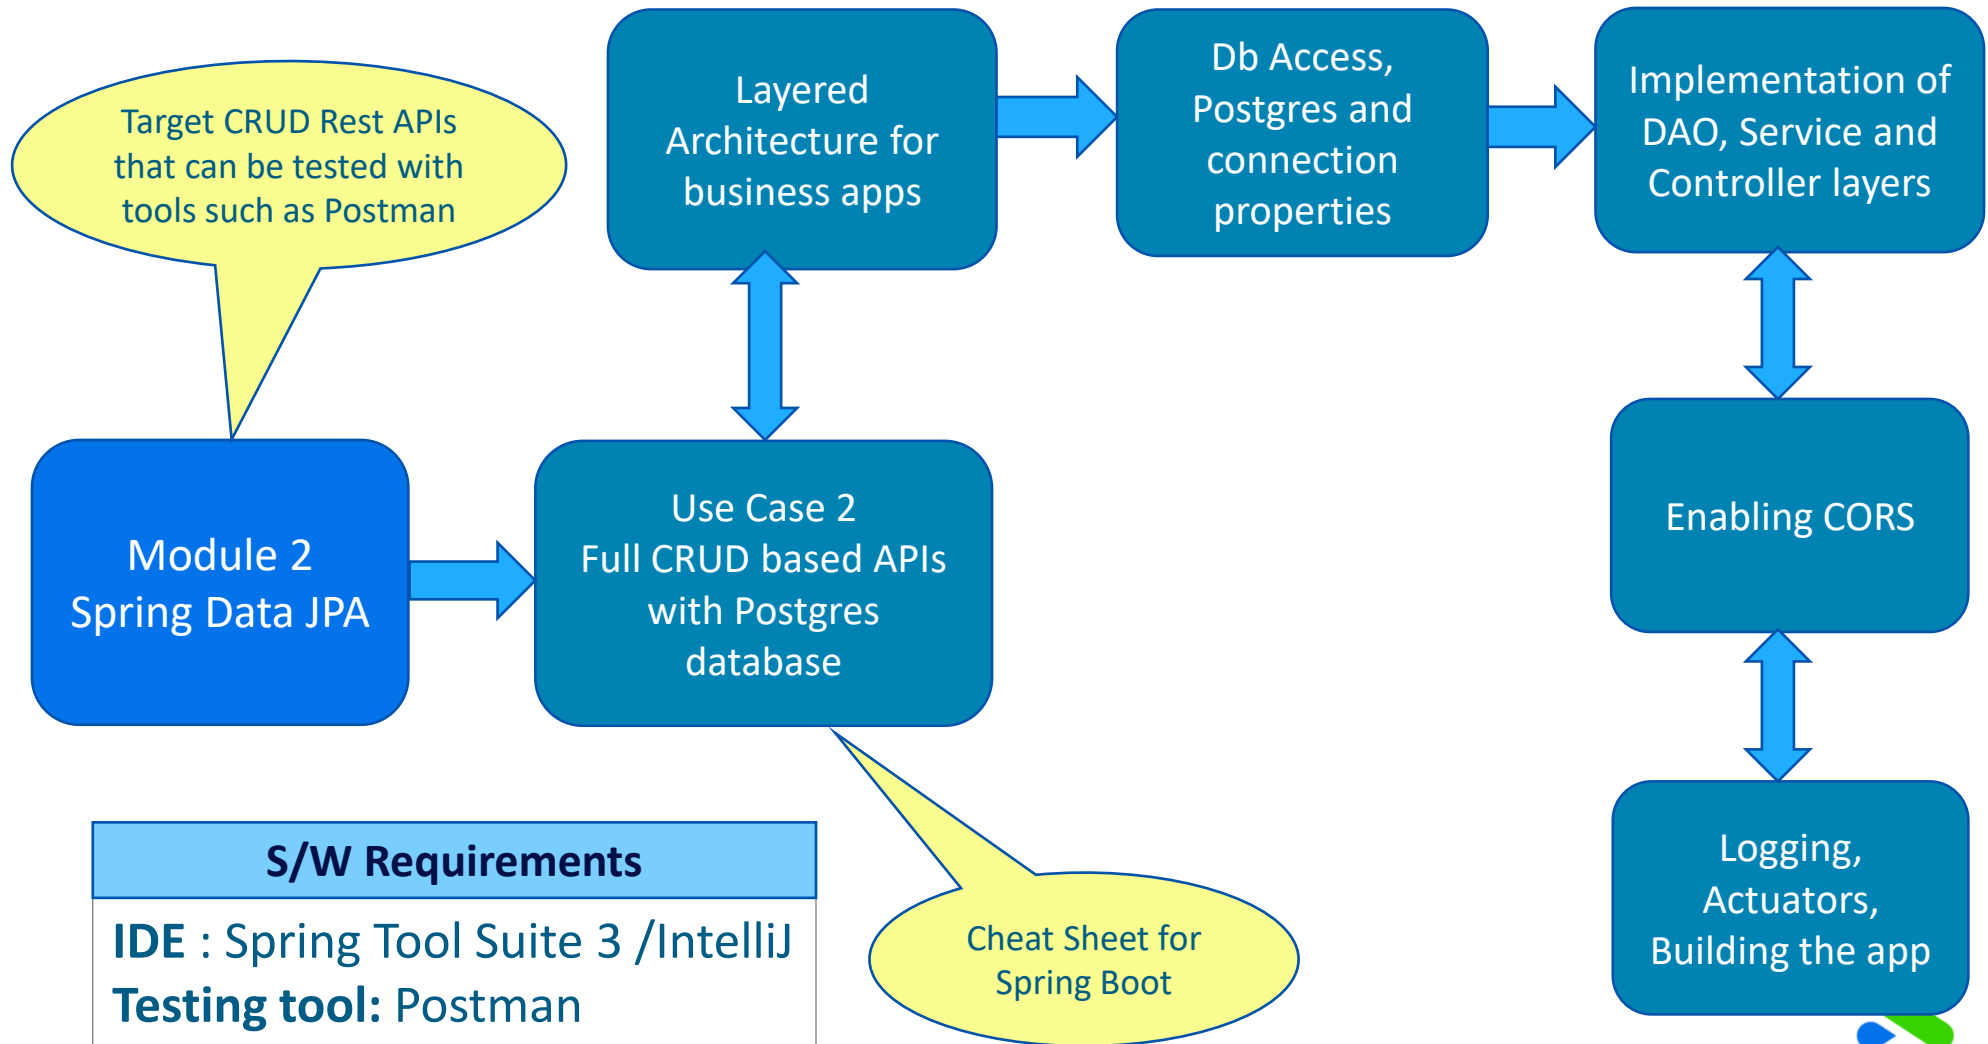 Target CRUD Rest APIs
that can be tested with
tools such as Postman
Layered
Architecture for
business apps
Db Access,
Postgres and
connection
properties
Implementation of
DAO, Service and
Controller layers
Module 2
Spring Data JPA
Use Case 2
Full CRUD based APIs
with Postgres
database
Enabling CORS
S/W Requirements
IDE : Spring Tool Suite 3 /IntelliJ
Testing tool: Postman
Cheat Sheet for
Spring Boot
Logging,
Actuators,
Building the app